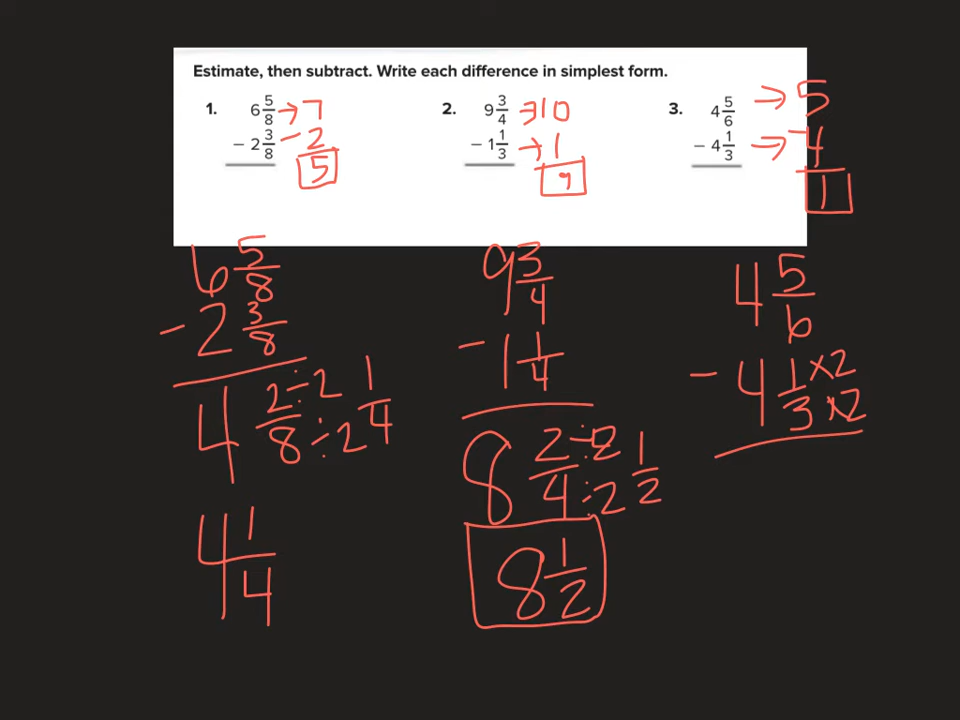 Estimate, then subtract. Write each difference in simplest form.
1. 6 5/8 → 7
- 2 3/8 - 2
5
2. 9 3/4 → 10
- 1 1/3 → 1
9
3. 4 5/6 → 5
- 4 1/3 → -4
1
6 5/8
- 2 3/8
4 2/8 ÷2 ÷2 1/4
4 1/4
9 3/4
- 1 1/4
8 2/4 ÷2 ÷2 1/2
8 1/2
4 5/6
- 4 1/3 ×2 ×2